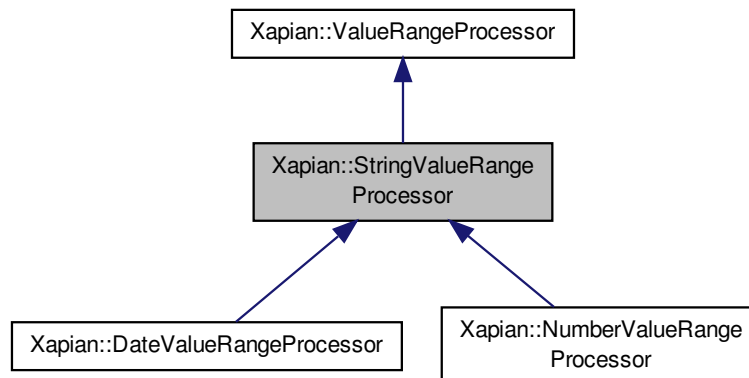 Xapian::ValueRangeProcessor
Xapian::StringValueRange
Processor
Xapian::DateValueRangeProcessor
Xapian::NumberValueRange
Processor